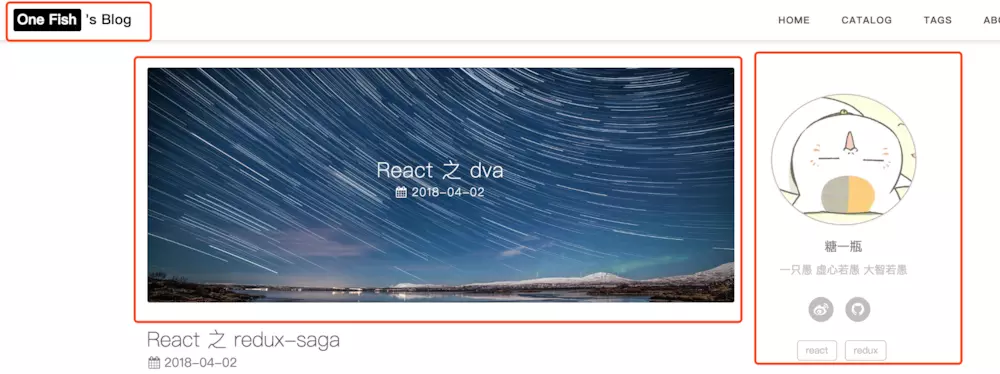 One Fish 's Blog
HOME CATALOG TAGS
React 之 dva
2018-04-02
糖一瓶
一只愚 虚心若愚 大智若愚
react redux
React 之 redux-saga
2018-04-02